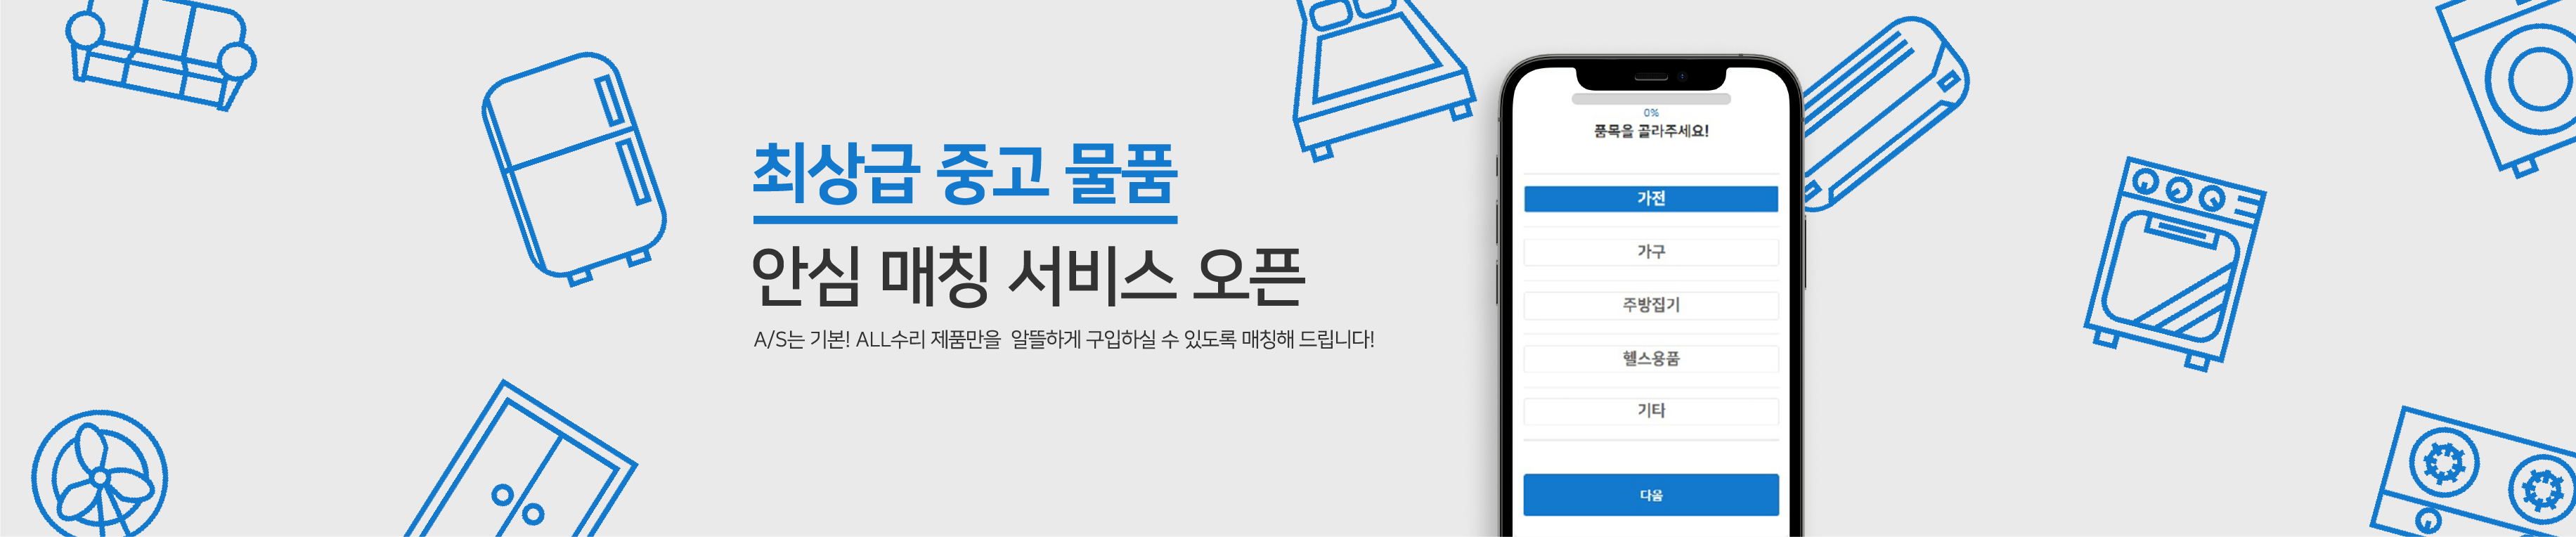 최상급 중고 물품
안심 매칭 서비스 오픈
A/S는 기본! ALL수리 제품만을 알뜰하게 구입하실 수 있도록 매칭해 드립니다!
0%
품목을 골라주세요!
가전
가구
주방집기
헬스용품
기타
다음